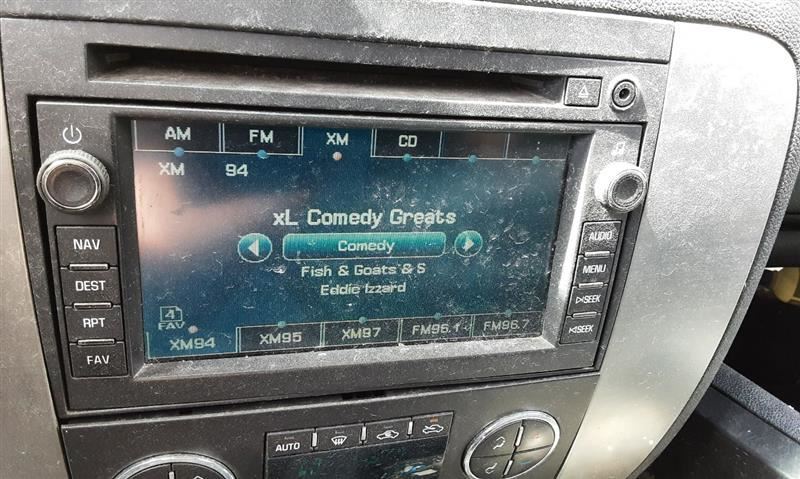 AM FM XM CD
XM 94
xL Comedy Greats
Comedy
Fish & Goats & S
Eddie Izzard
4
FAV
XM94 XM95 XM97 FM96.1 FM96.7
NAV
DEST
RPT
FAV
AUDIO
MENU
SEEK
SEEK
AUTO